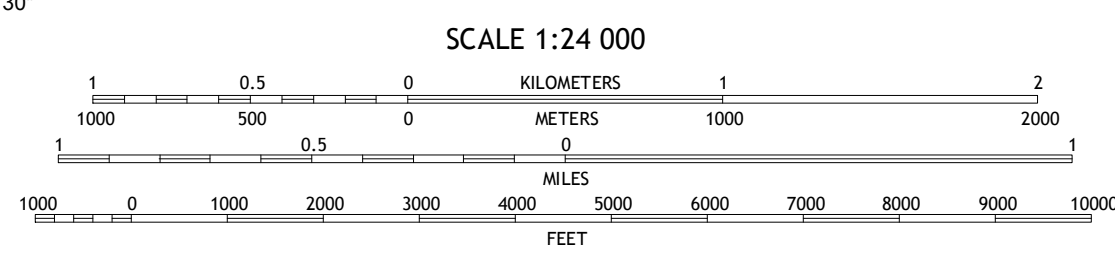 30"
SCALE 1:24 000
1 0.5 0 KILOMETERS 1 2
1000 500 0 METERS 1000 2000
1 0.5 0 1
MILES
1000 0 1000 2000 3000 4000 5000 6000 7000 8000 9000 10000
FEET